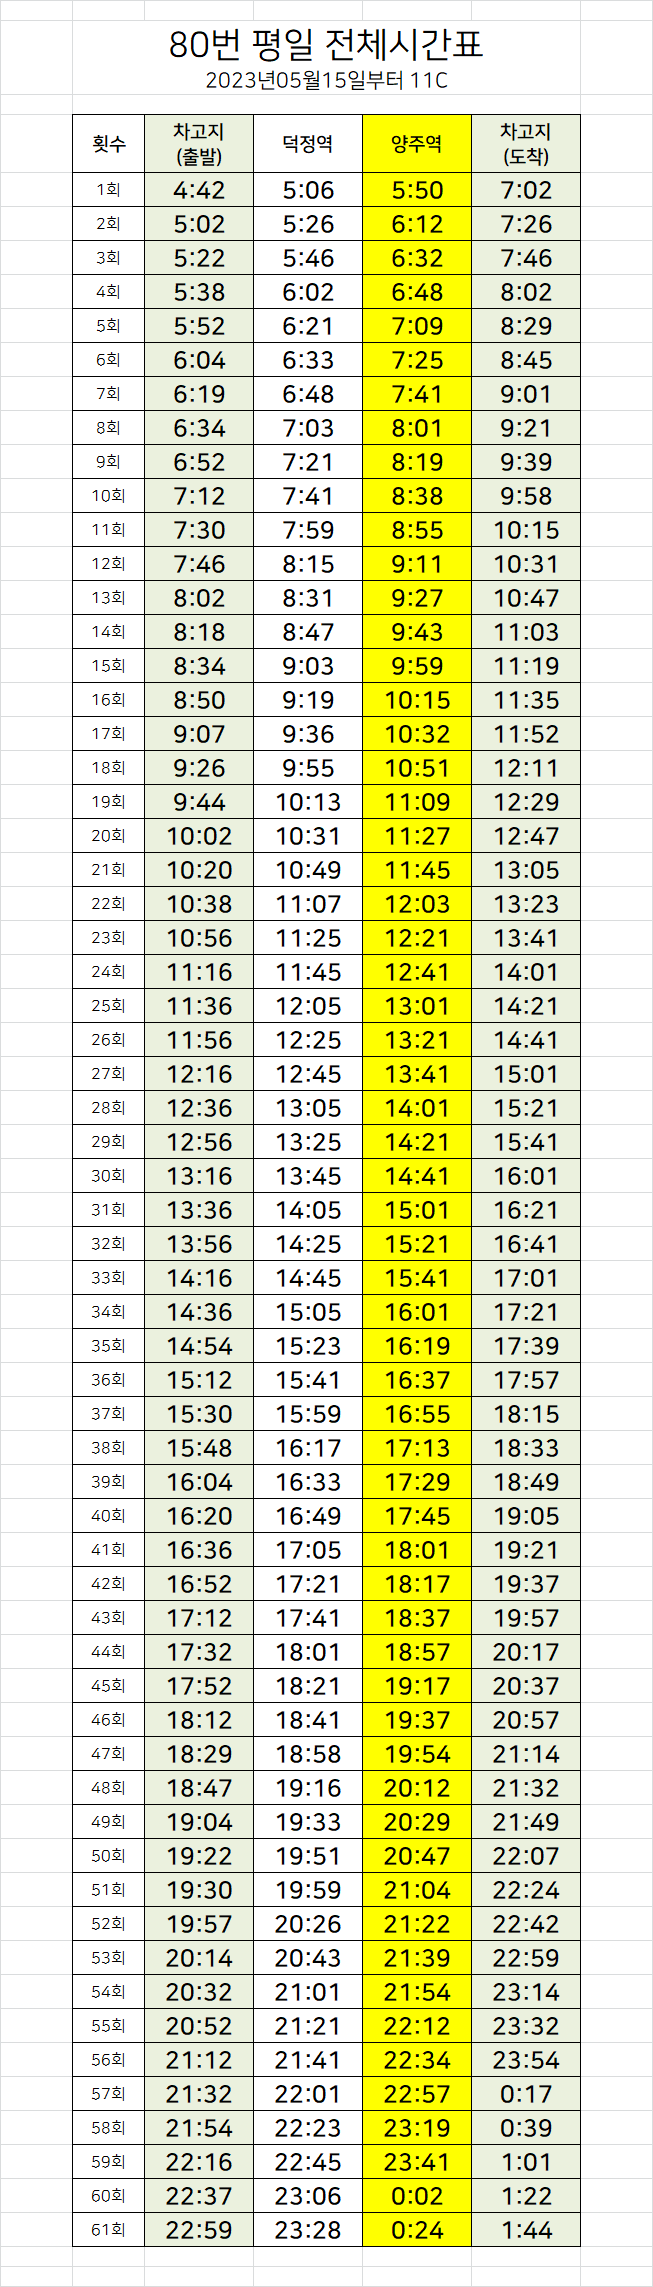 80번 평일 전체시간표
2023년05월15일부터 11C
횟수 차고지(출발) 덕정역 양주역 차고지(도착)
1회 4:42 5:06 5:50 7:02
2회 5:02 5:26 6:12 7:26
3회 5:22 5:46 6:32 7:46
4회 5:38 6:02 6:48 8:02
5회 5:52 6:21 7:09 8:29
6회 6:04 6:33 7:25 8:45
7회 6:19 6:48 7:41 9:01
8회 6:34 7:03 8:01 9:21
9회 6:52 7:21 8:19 9:39
10회 7:12 7:41 8:38 9:58
11회 7:30 7:59 8:55 10:15
12회 7:46 8:15 9:11 10:31
13회 8:02 8:31 9:27 10:47
14회 8:18 8:47 9:43 11:03
15회 8:34 9:03 9:59 11:19
16회 8:50 9:19 10:15 11:35
17회 9:07 9:36 10:32 11:52
18회 9:26 9:55 10:51 12:11
19회 9:44 10:13 11:09 12:29
20회 10:02 10:31 11:27 12:47
21회 10:20 10:49 11:45 13:05
22회 10:38 11:07 12:03 13:23
23회 10:56 11:25 12:21 13:41
24회 11:16 11:45 12:41 14:01
25회 11:36 12:05 13:01 14:21
26회 11:56 12:25 13:21 14:41
27회 12:16 12:45 13:41 15:01
28회 12:36 13:05 14:01 15:21
29회 12:56 13:25 14:21 15:41
30회 13:16 13:45 14:41 16:01
31회 13:36 14:05 15:01 16:21
32회 13:56 14:25 15:21 16:41
33회 14:16 14:45 15:41 17:01
34회 14:36 15:05 16:01 17:21
35회 14:54 15:23 16:19 17:39
36회 15:12 15:41 16:37 17:57
37회 15:30 15:59 16:55 18:15
38회 15:48 16:17 17:13 18:33
39회 16:04 16:33 17:29 18:49
40회 16:20 16:49 17:45 19:05
41회 16:36 17:05 18:01 19:21
42회 16:52 17:21 18:17 19:37
43회 17:12 17:41 18:37 19:57
44회 17:32 18:01 18:57 20:17
45회 17:52 18:21 19:17 20:37
46회 18:12 18:41 19:37 20:57
47회 18:29 18:58 19:54 21:14
48회 18:47 19:16 20:12 21:32
49회 19:04 19:33 20:29 21:49
50회 19:22 19:51 20:47 22:07
51회 19:30 19:59 21:04 22:24
52회 19:57 20:26 21:22 22:42
53회 20:14 20:43 21:39 22:59
54회 20:32 21:01 21:54 23:14
55회 20:52 21:21 22:12 23:32
56회 21:12 21:41 22:34 23:54
57회 21:32 22:01 22:57 0:17
58회 21:54 22:23 23:19 0:39
59회 22:16 22:45 23:41 1:01
60회 22:37 23:06 0:02 1:22
61회 22:59 23:28 0:24 1:44